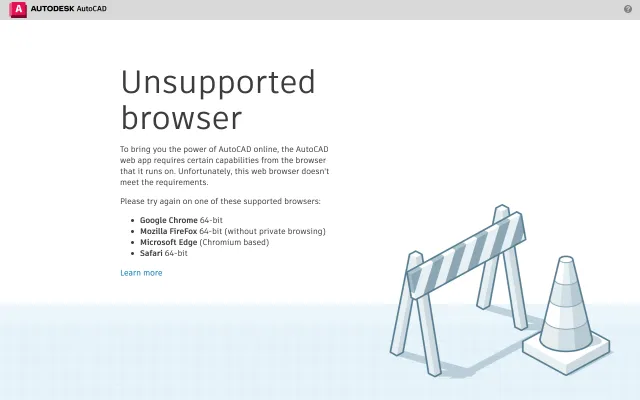 A AUTODESK AutoCAD
?
Unsupported
browser
To bring you the power of AutoCAD online, the AutoCAD
web app requires certain capabilities from the browser
that it runs on. Unfortunately, this web browser doesn't
meet the requirements.
Please try again on one of these supported browsers:
• Google Chrome 64-bit
• Mozilla FireFox 64-bit (without private browsing)
• Microsoft Edge (Chromium based)
• Safari 64-bit
Learn more